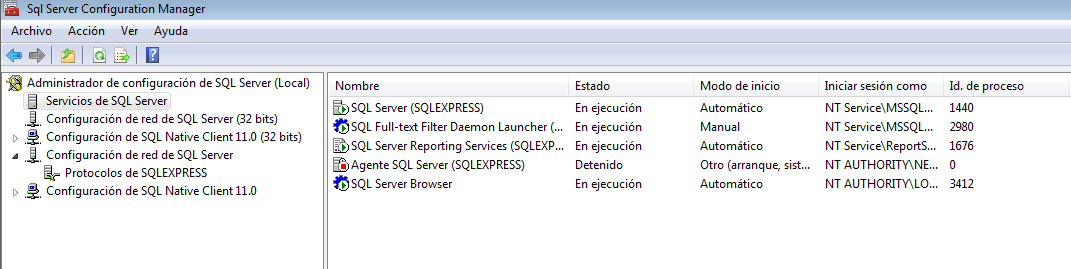 Sql Server Configuration Manager
Archivo Acción Ver Ayuda
Administrador de configuración de SQL Server (Local)
Servicios de SQL Server
Configuración de red de SQL Server (32 bits)
Configuración de SQL Native Client 11.0 (32 bits)
Configuración de red de SQL Server
Protocolos de SQLEXPRESS
Configuración de SQL Native Client 11.0
Nombre Estado Modo de inicio Iniciar sesión como Id. de proceso
SQL Server (SQLEXPRESS) En ejecución Automático NT Service\MSSQL... 1440
SQL Full-text Filter Daemon Launcher (... En ejecución Manual NT Service\MSSQL... 2980
SQL Server Reporting Services (SQLEXP... En ejecución Automático NT Service\ReportS... 1676
Agente SQL Server (SQLEXPRESS) Detenido Otro (arranque, sist... NT AUTHORITY\NE... 0
SQL Server Browser En ejecución Automático NT AUTHORITY\LO... 3412